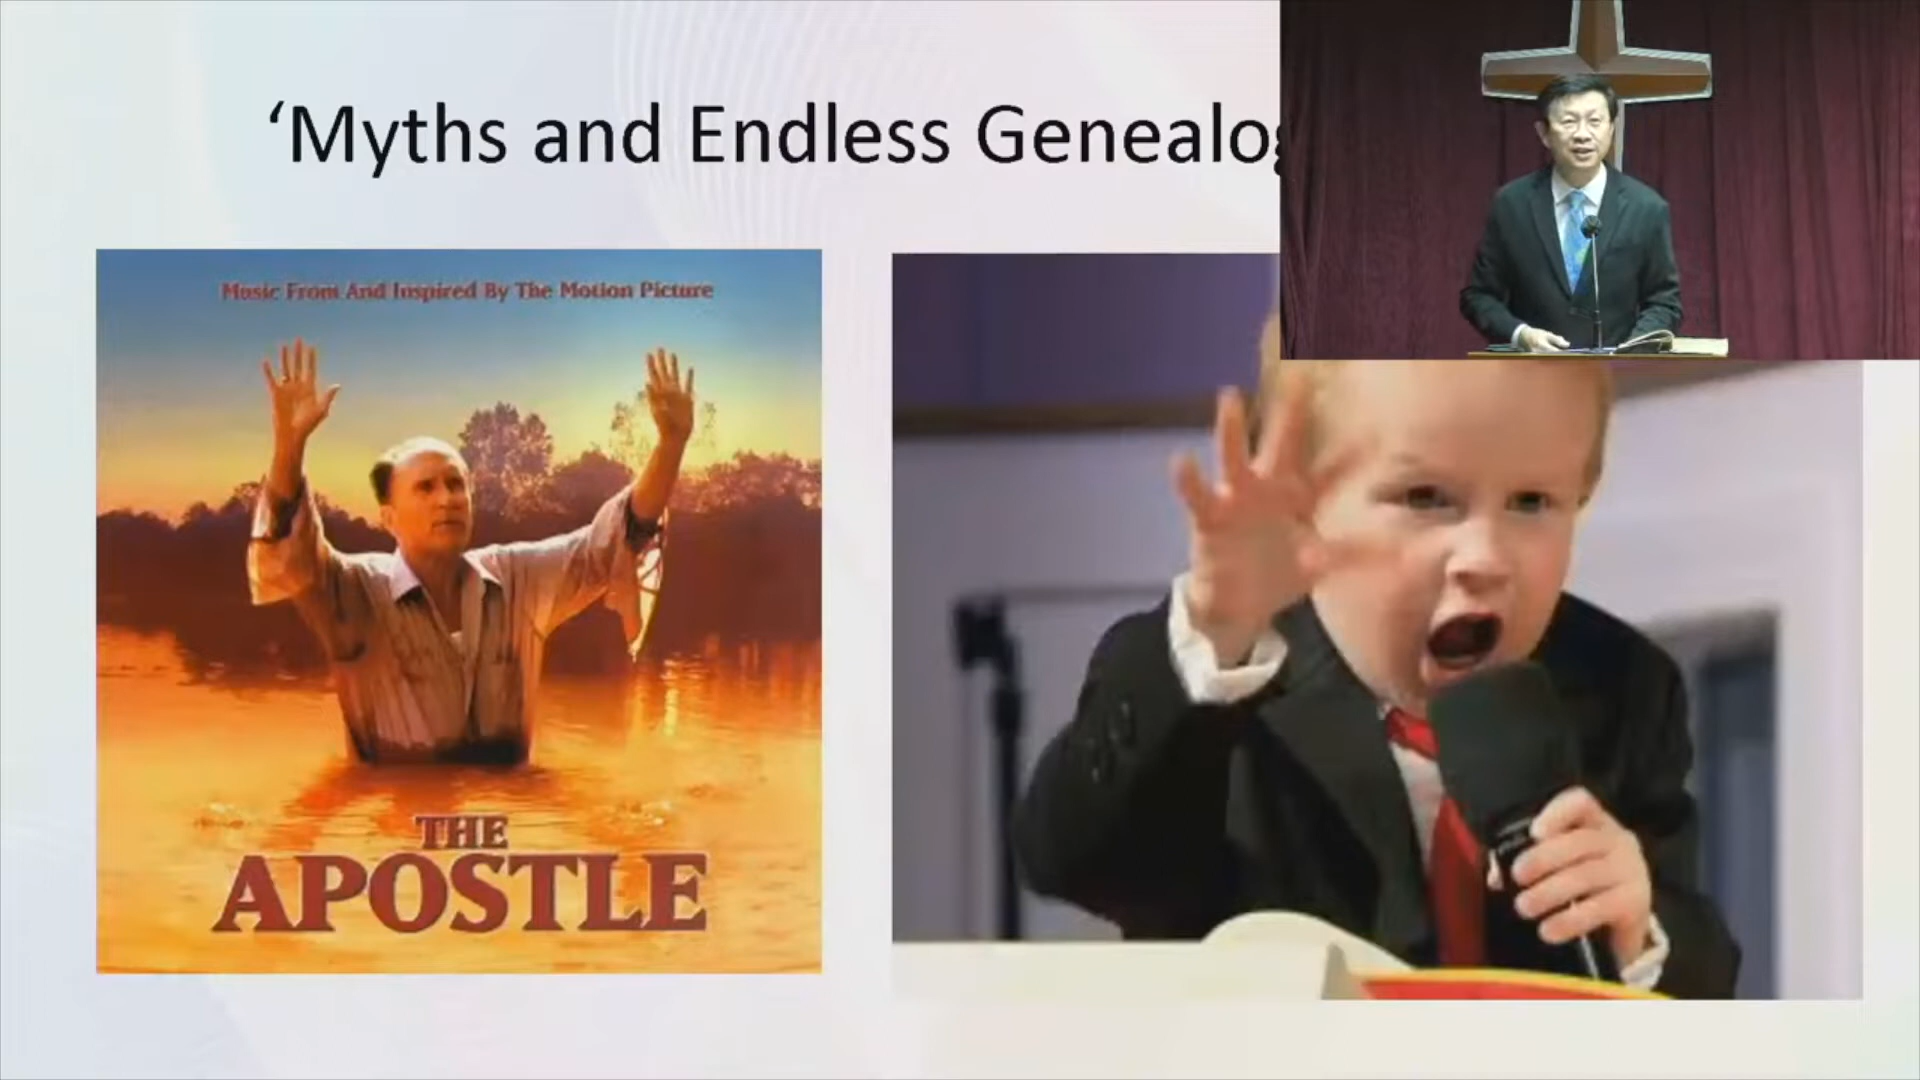 ‘Myths and Endless Genealog
Music From And Inspired By The Motion Picture
THE
APOSTLE